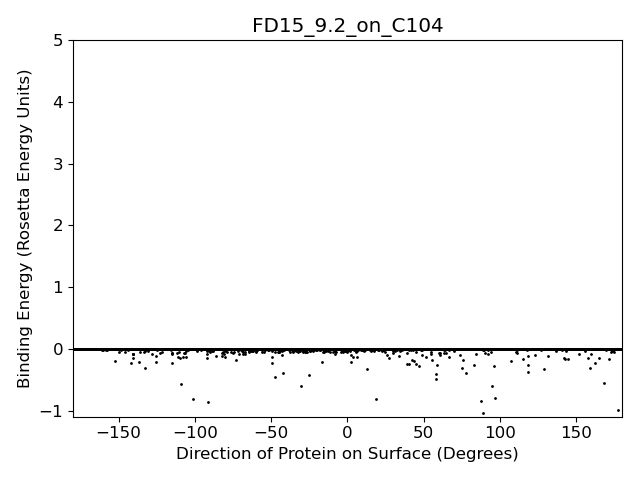 FD15_9.2_on_C104
Binding Energy (Rosetta Energy Units)
5
4
3
2
1
0
−1
−150 −100 −50 0 50 100 150
Direction of Protein on Surface (Degrees)